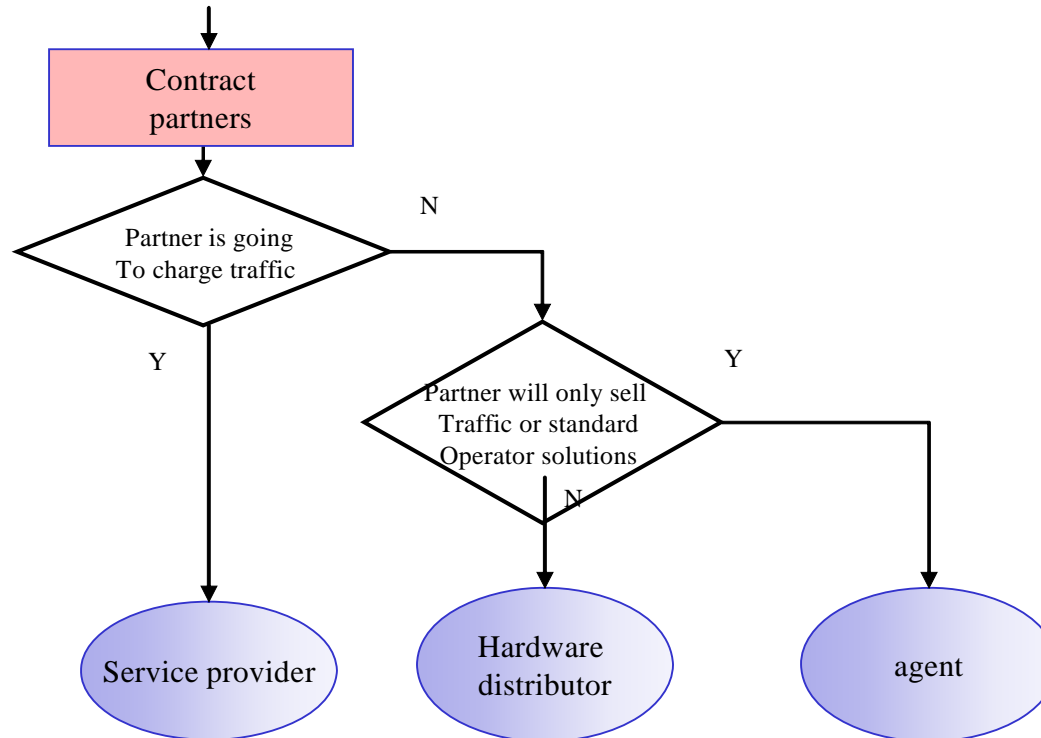 Contract
partners
N
Partner is going
To charge traffic
Y
Y
Partner will only sell
Traffic or standard
Operator solutions
N
Service provider
Hardware
distributor
agent